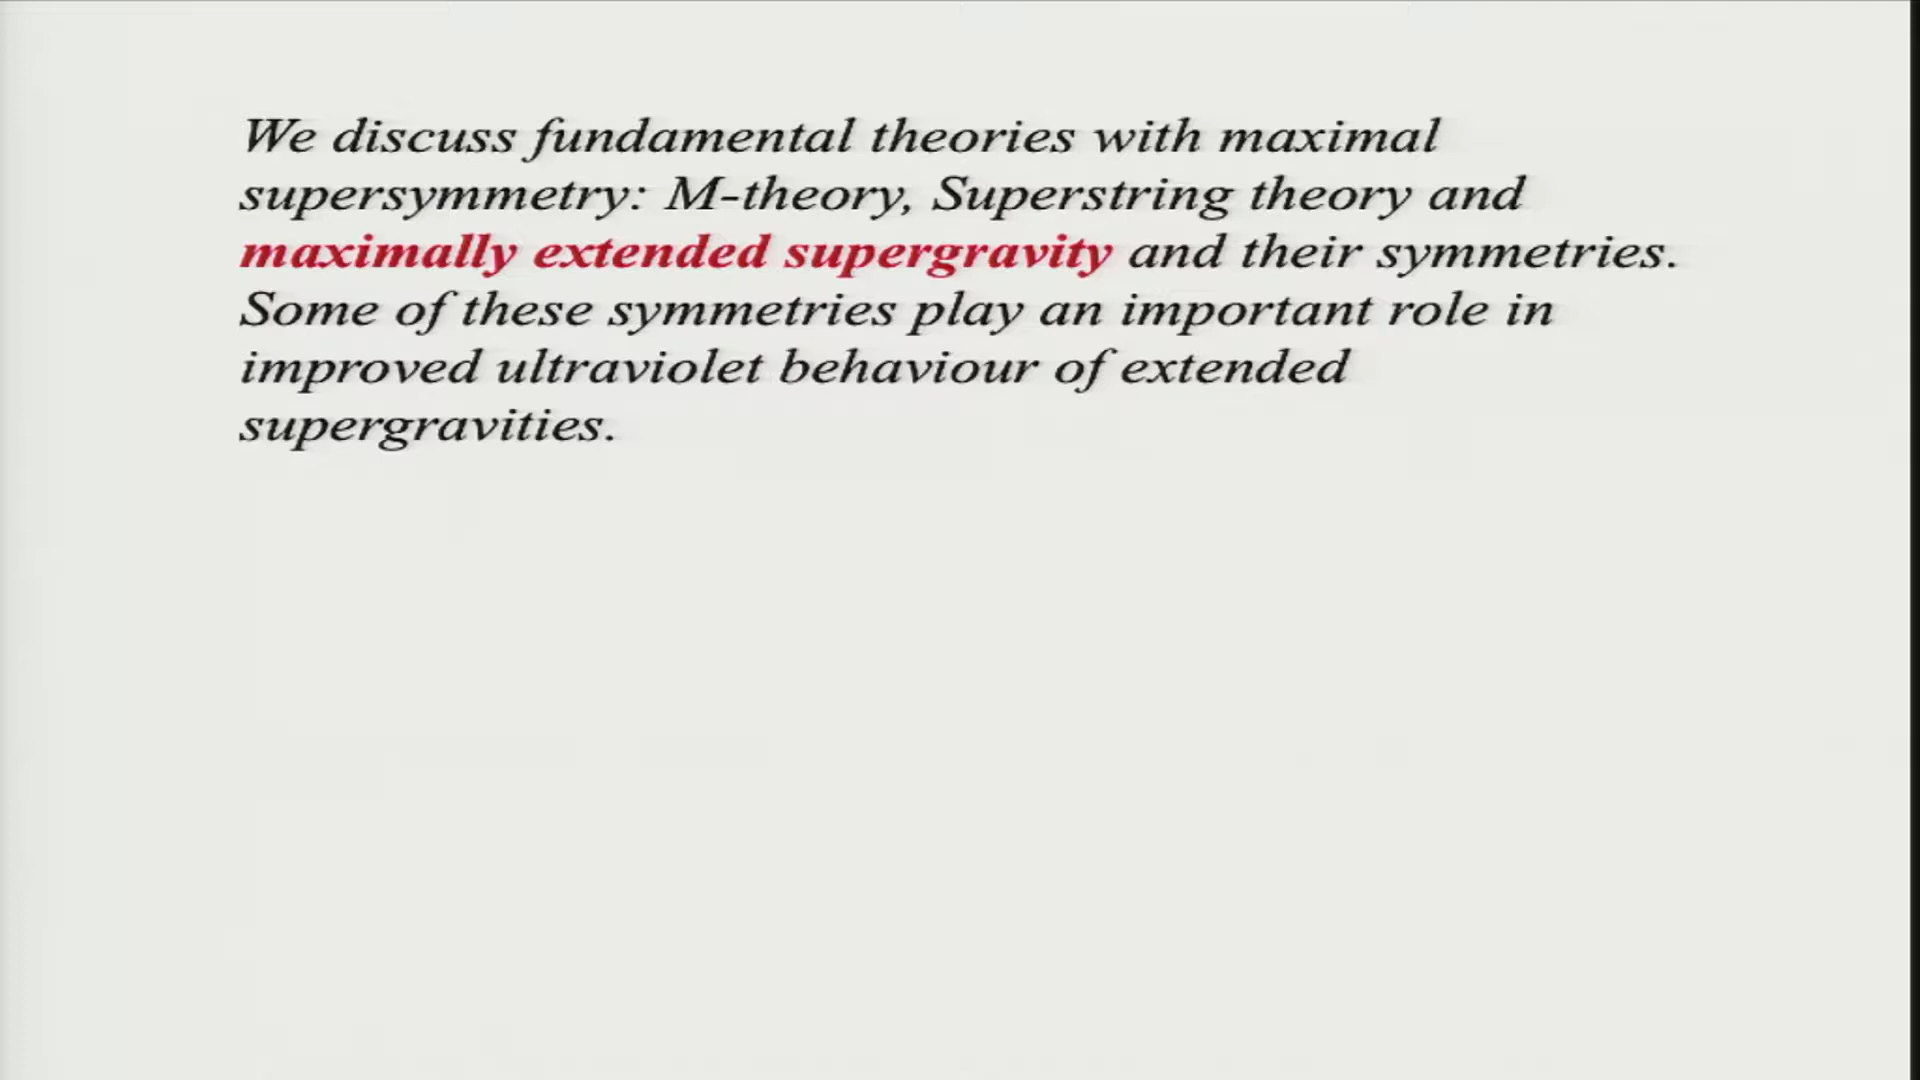 We discuss fundamental theories with maximal
supersymmetry: M-theory, Superstring theory and
maximally extended supergravity and their symmetries.
Some of these symmetries play an important role in
improved ultraviolet behaviour of extended
supergravities.